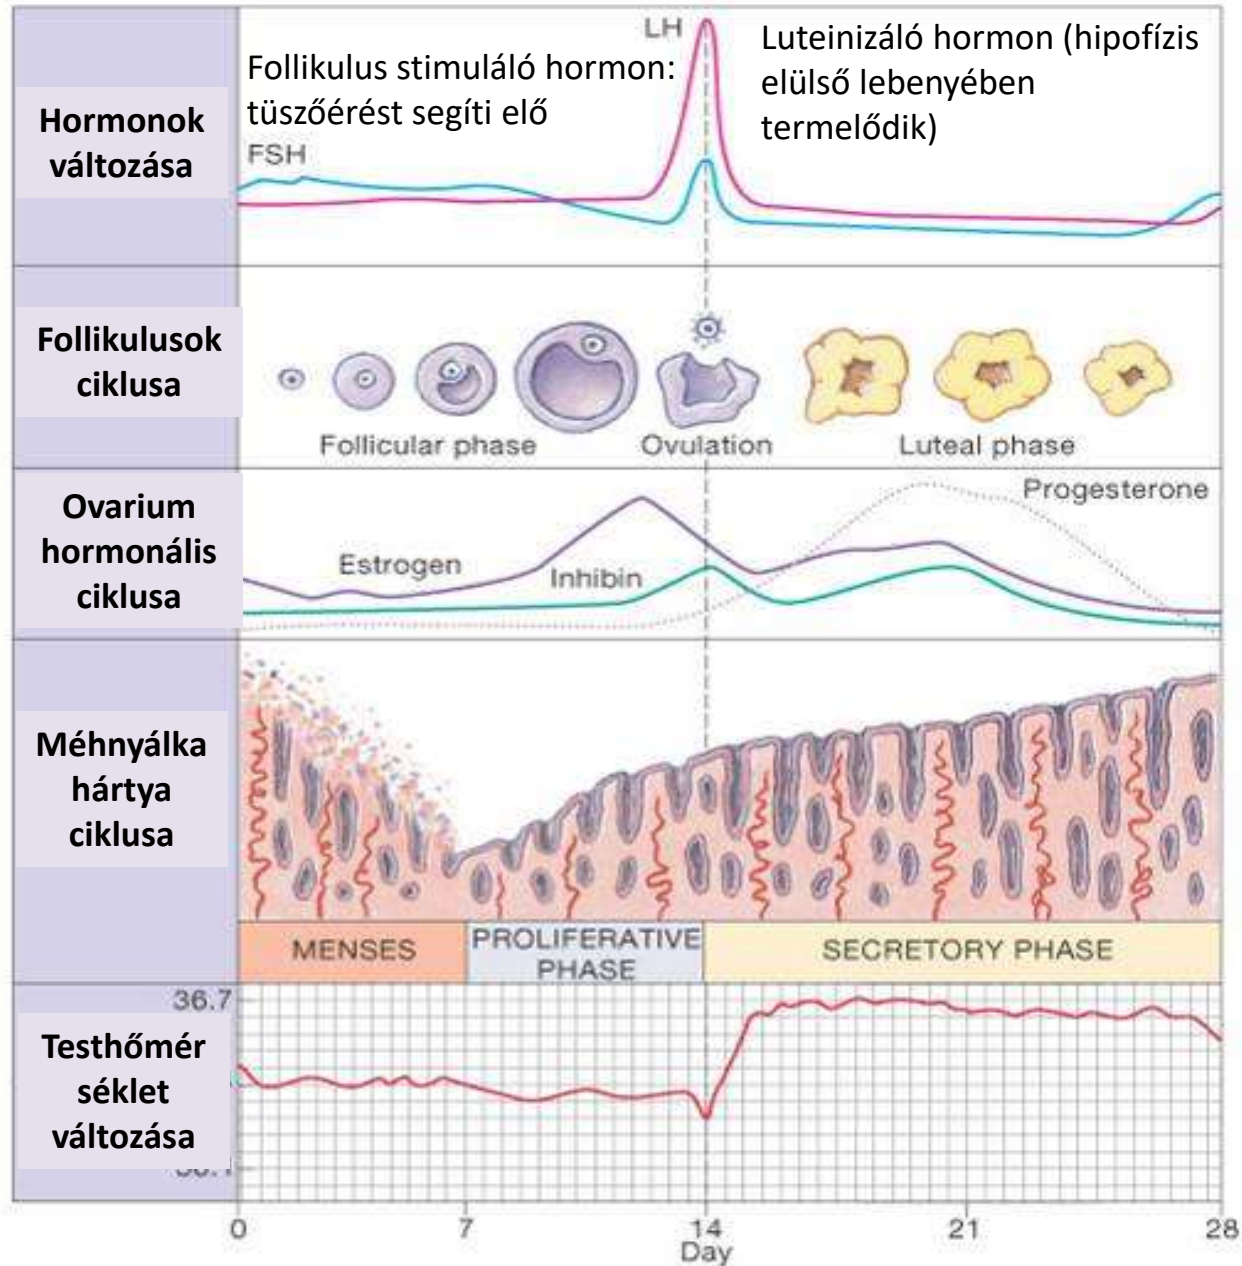 LH
Luteinizáló hormon (hipofízis
elülső lebenyében
termelődik)
Follikulus stimuláló hormon:
tüszőérést segíti elő
Hormonok
változása
FSH
Follikulusok
ciklusa
Follicular phase
Ovulation
Luteal phase
Ovarium
hormonális
ciklusa
Progesterone
Estrogen
Inhibin
Méhnyálka
hártya
ciklusa
MENSES
PROLIFERATIVE
PHASE
SECRETORY PHASE
36.7
Testhőmér
séklet
változása
0
7
14
21
28
Day